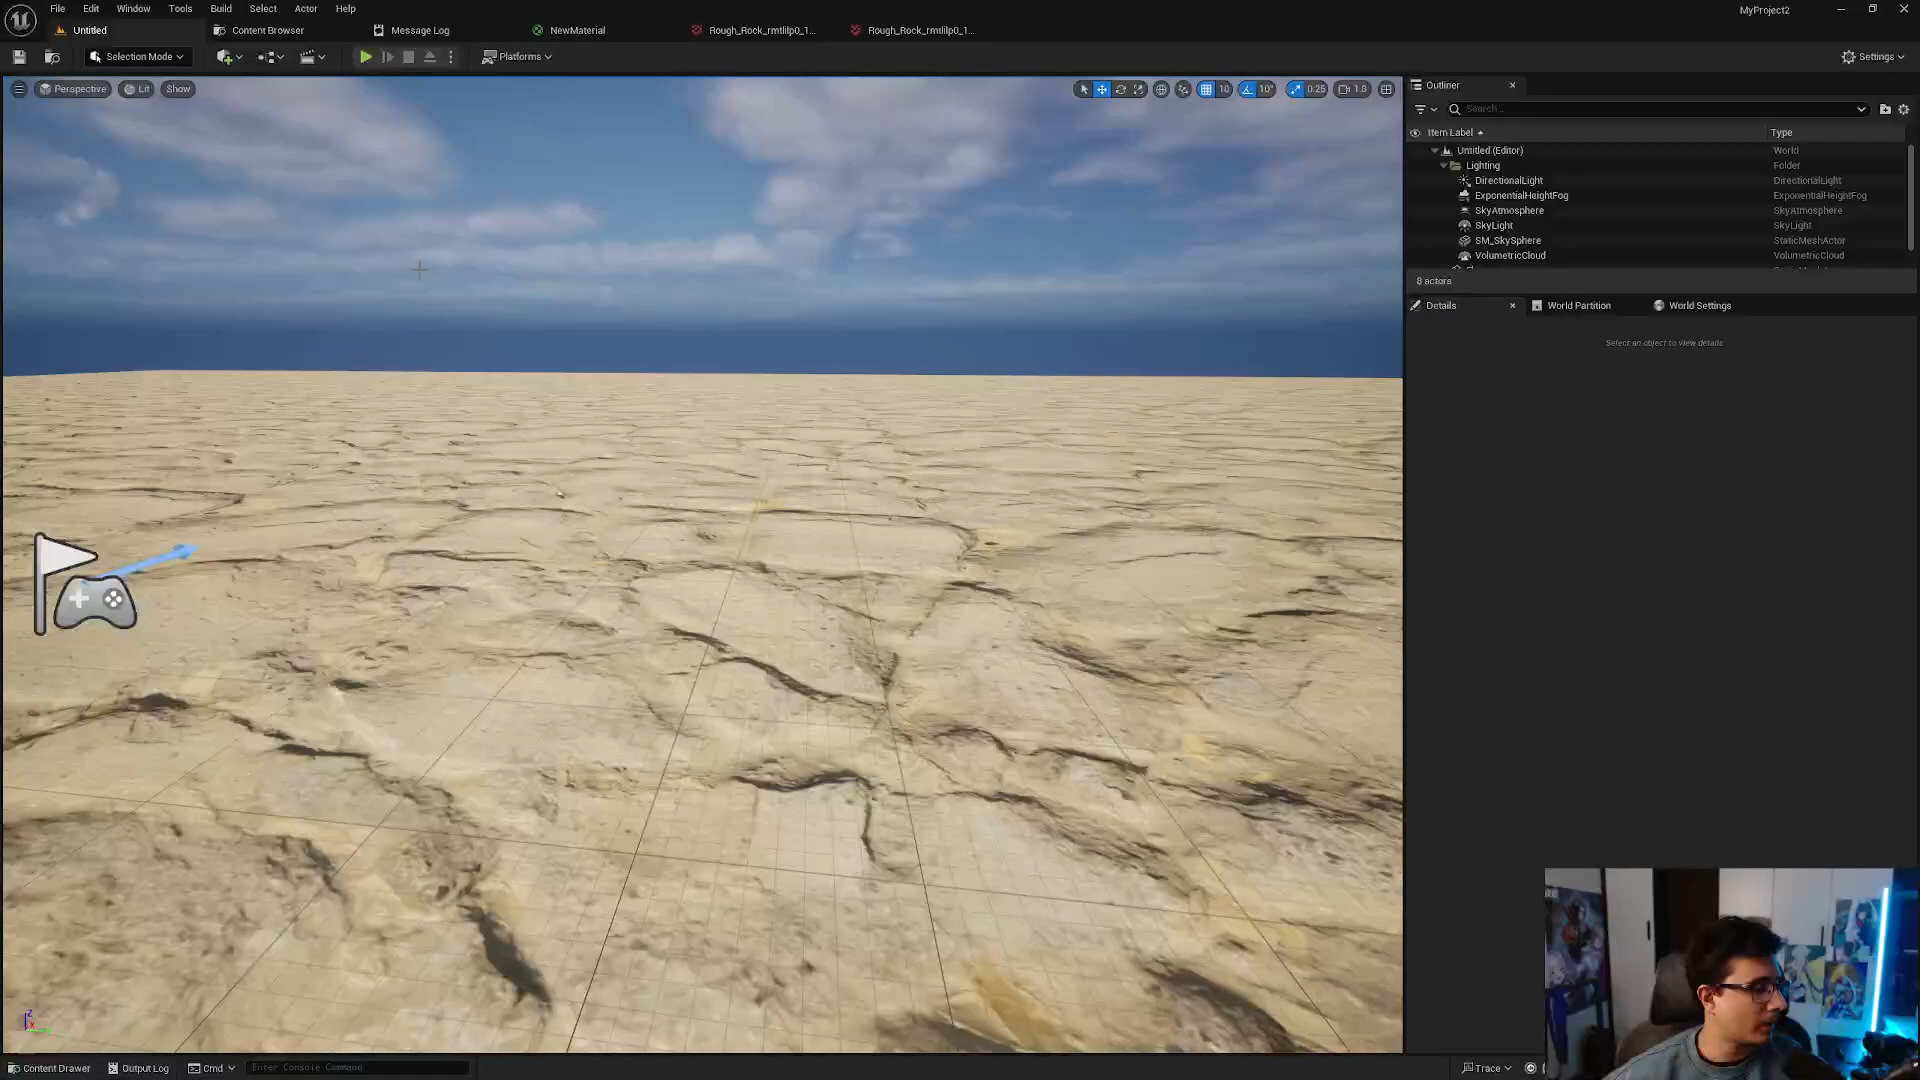 File Edit Window Tools Build Select Actor Help
MyProject2
Untitled Content Browser Message Log NewMaterial Rough_Rock_rmtlilp0_1... Rough_Rock_rmtlilp0_1...
Selection Mode Platforms Settings
Perspective Lit Show 10 10° 0.25 1.0
Outliner
Search...
Item Label Type
Untitled (Editor) World
Lighting Folder
DirectionalLight DirectionalLight
ExponentialHeightFog ExponentialHeightFog
SkyAtmosphere SkyAtmosphere
SkyLight SkyLight
SM_SkySphere StaticMeshActor
VolumetricCloud VolumetricCloud
8 actors
Details World Partition World Settings
Select an object to view details
Z
X
Content Drawer Output Log Cmd Enter Console Command Trace